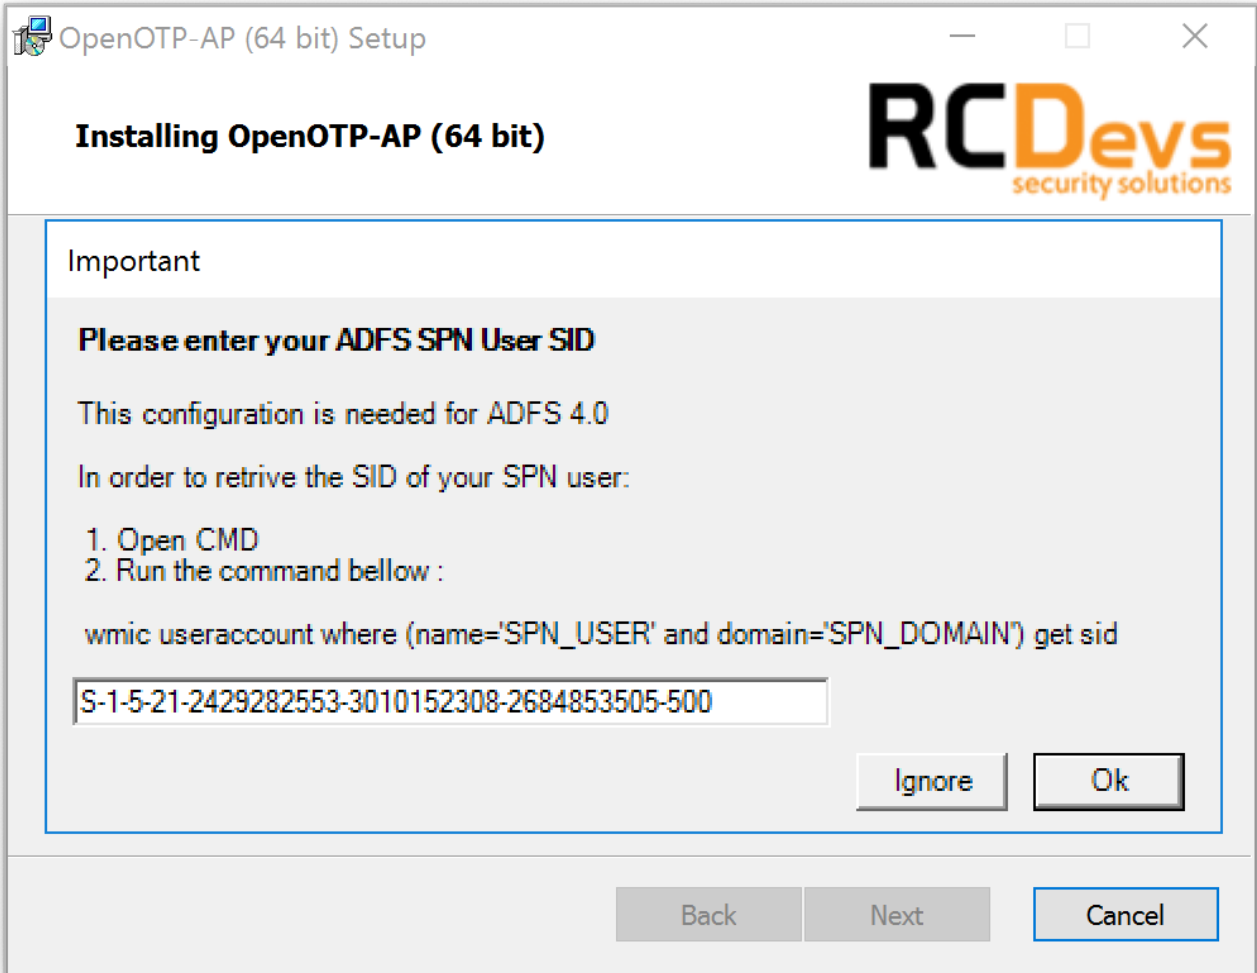 OpenOTP-AP (64 bit) Setup
RCDevs
security solutions
Installing OpenOTP-AP (64 bit)
Important
Please enter your ADFS SPN User SID
This configuration is needed for ADFS 4.0
In order to retrive the SID of your SPN user:
1. Open CMD
2. Run the command bellow :
wmic useraccount where (name='SPN_USER' and domain='SPN_DOMAIN') get sid
S-1-5-21-2429282553-3010152308-2684853505-500
Ignore
Ok
Back
Next
Cancel